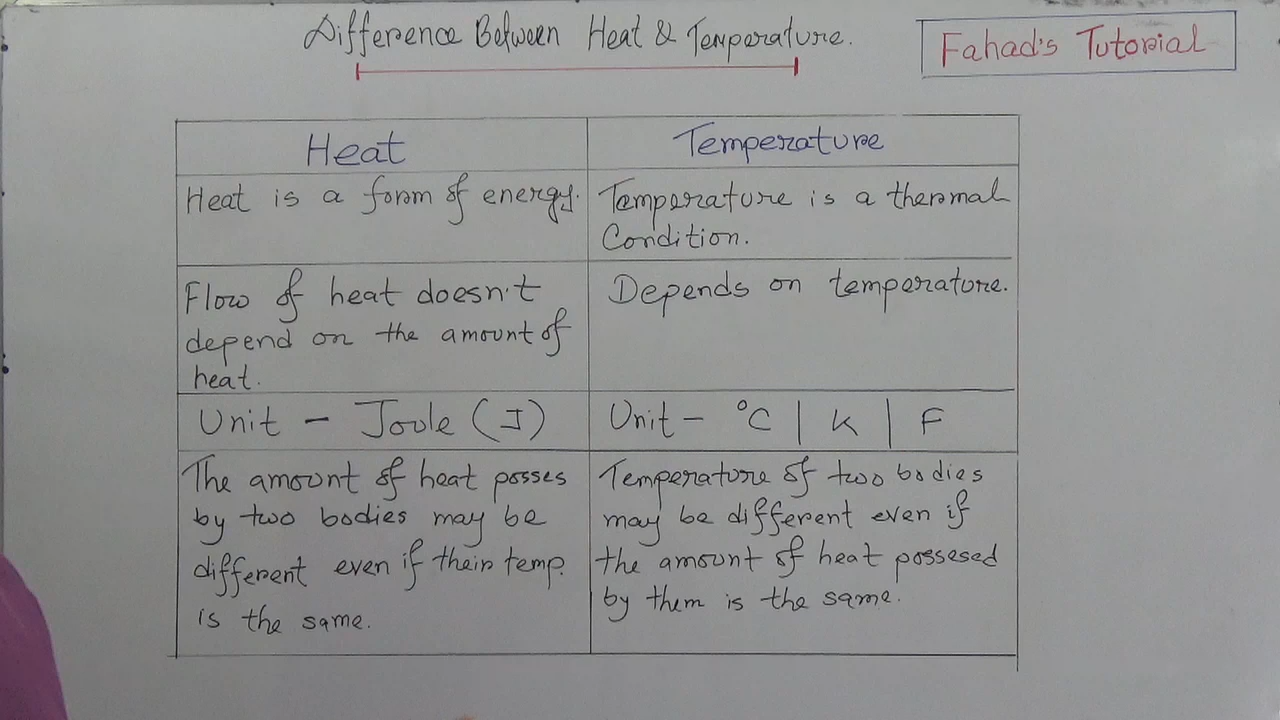 Difference Between Heat & Temperature.
Fahad's Tutorial
Heat
Temperature
Heat is a form of energy.
Temperature is a thermal
Condition.
Flow of heat doesn't
depend on the amount of
heat.
Depends on temperature.
Unit - Joule (J)
Unit - °C | K | F
The amount of heat posses
by two bodies may be
different even if their temp.
is the same.
Temperature of two bodies
may be different even if
the amount of heat possesed
by them is the same.